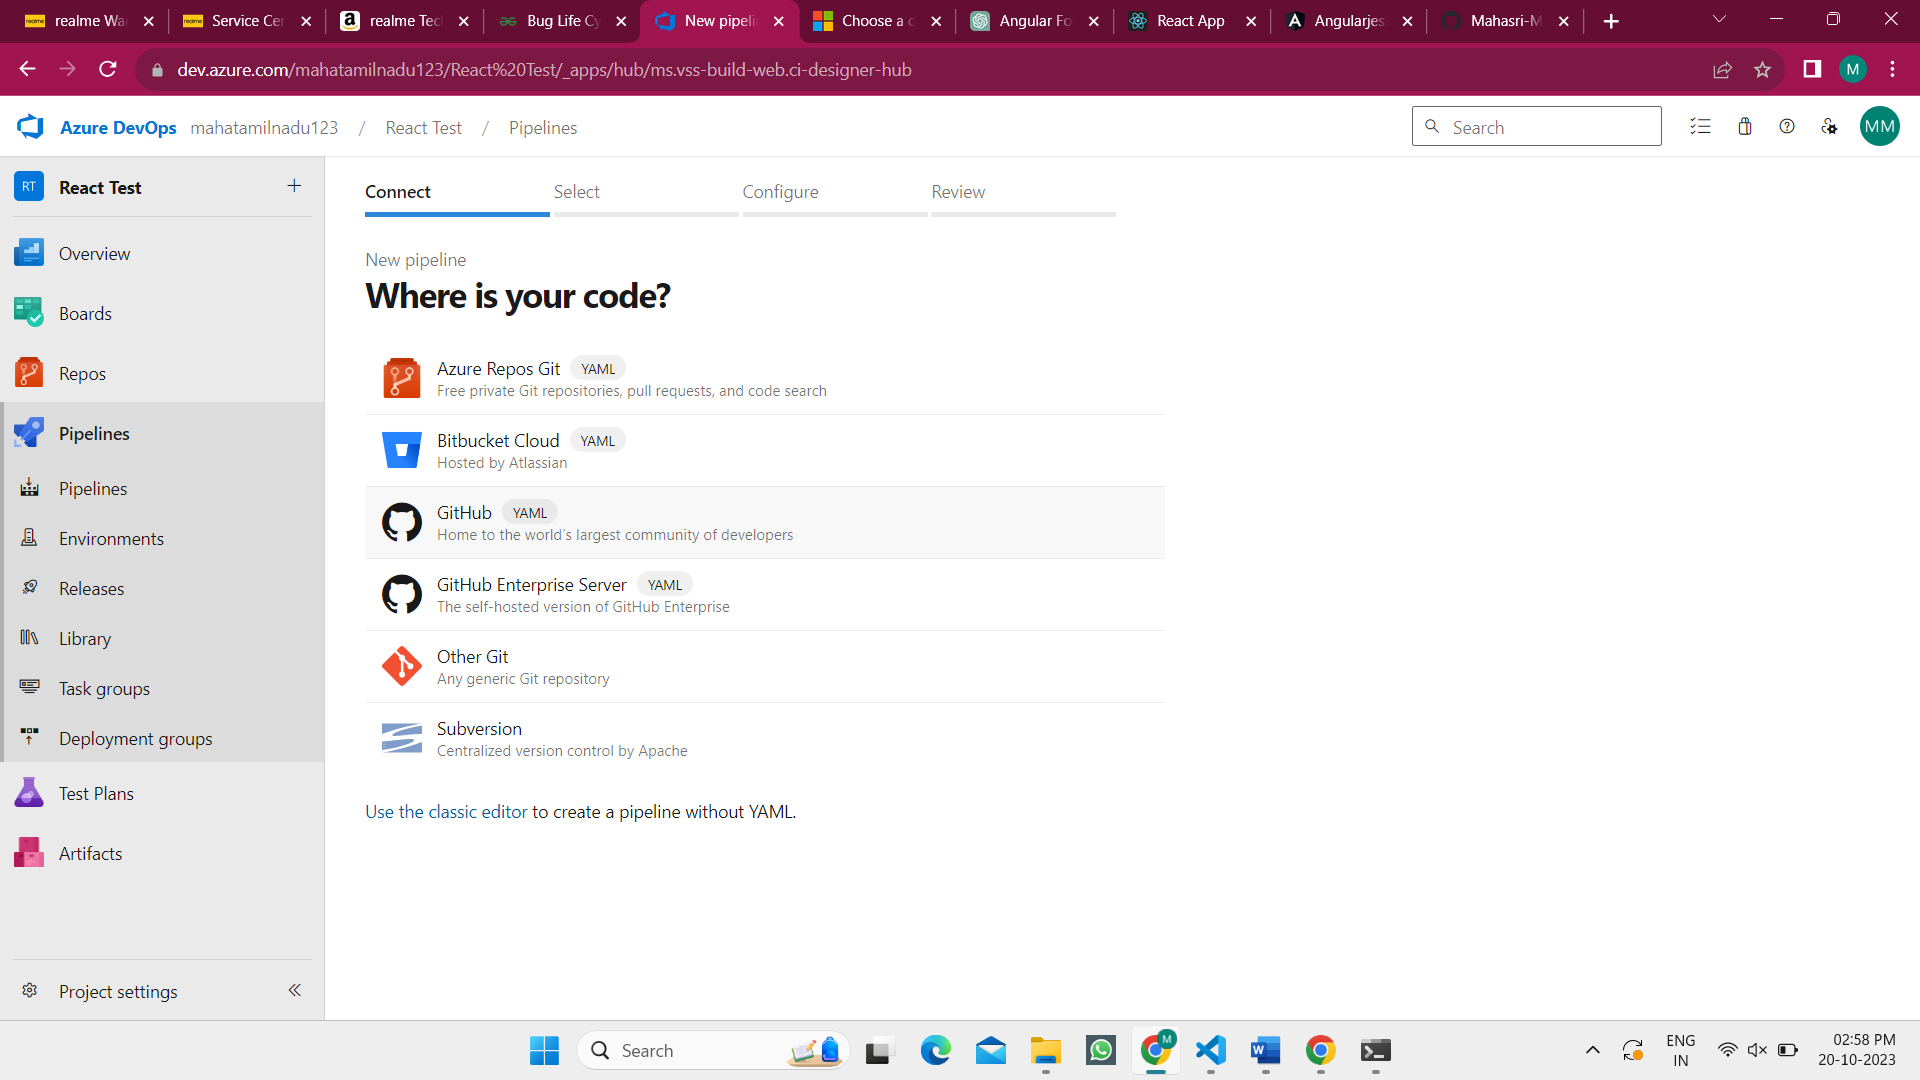 realme Wa
Service Cer
realme Tec
Bug Life Cy
New pipeli
Choose a c
Angular Fo
React App
Angularjes
Mahasri-M
dev.azure.com/mahatamilnadu123/React%20Test/_apps/hub/ms.vss-build-web.ci-designer-hub
M
Azure DevOps mahatamilnadu123 / React Test / Pipelines
Search
MM
RT React Test
Overview
Boards
Repos
Pipelines
Pipelines
Environments
Releases
Library
Task groups
Deployment groups
Test Plans
Artifacts
Project settings
Connect Select Configure Review
New pipeline
Where is your code?
Azure Repos Git YAML
Free private Git repositories, pull requests, and code search
Bitbucket Cloud YAML
Hosted by Atlassian
GitHub YAML
Home to the world's largest community of developers
GitHub Enterprise Server YAML
The self-hosted version of GitHub Enterprise
Other Git
Any generic Git repository
Subversion
Centralized version control by Apache
Use the classic editor to create a pipeline without YAML.
Search
M
ENG
IN
02:58 PM
20-10-2023